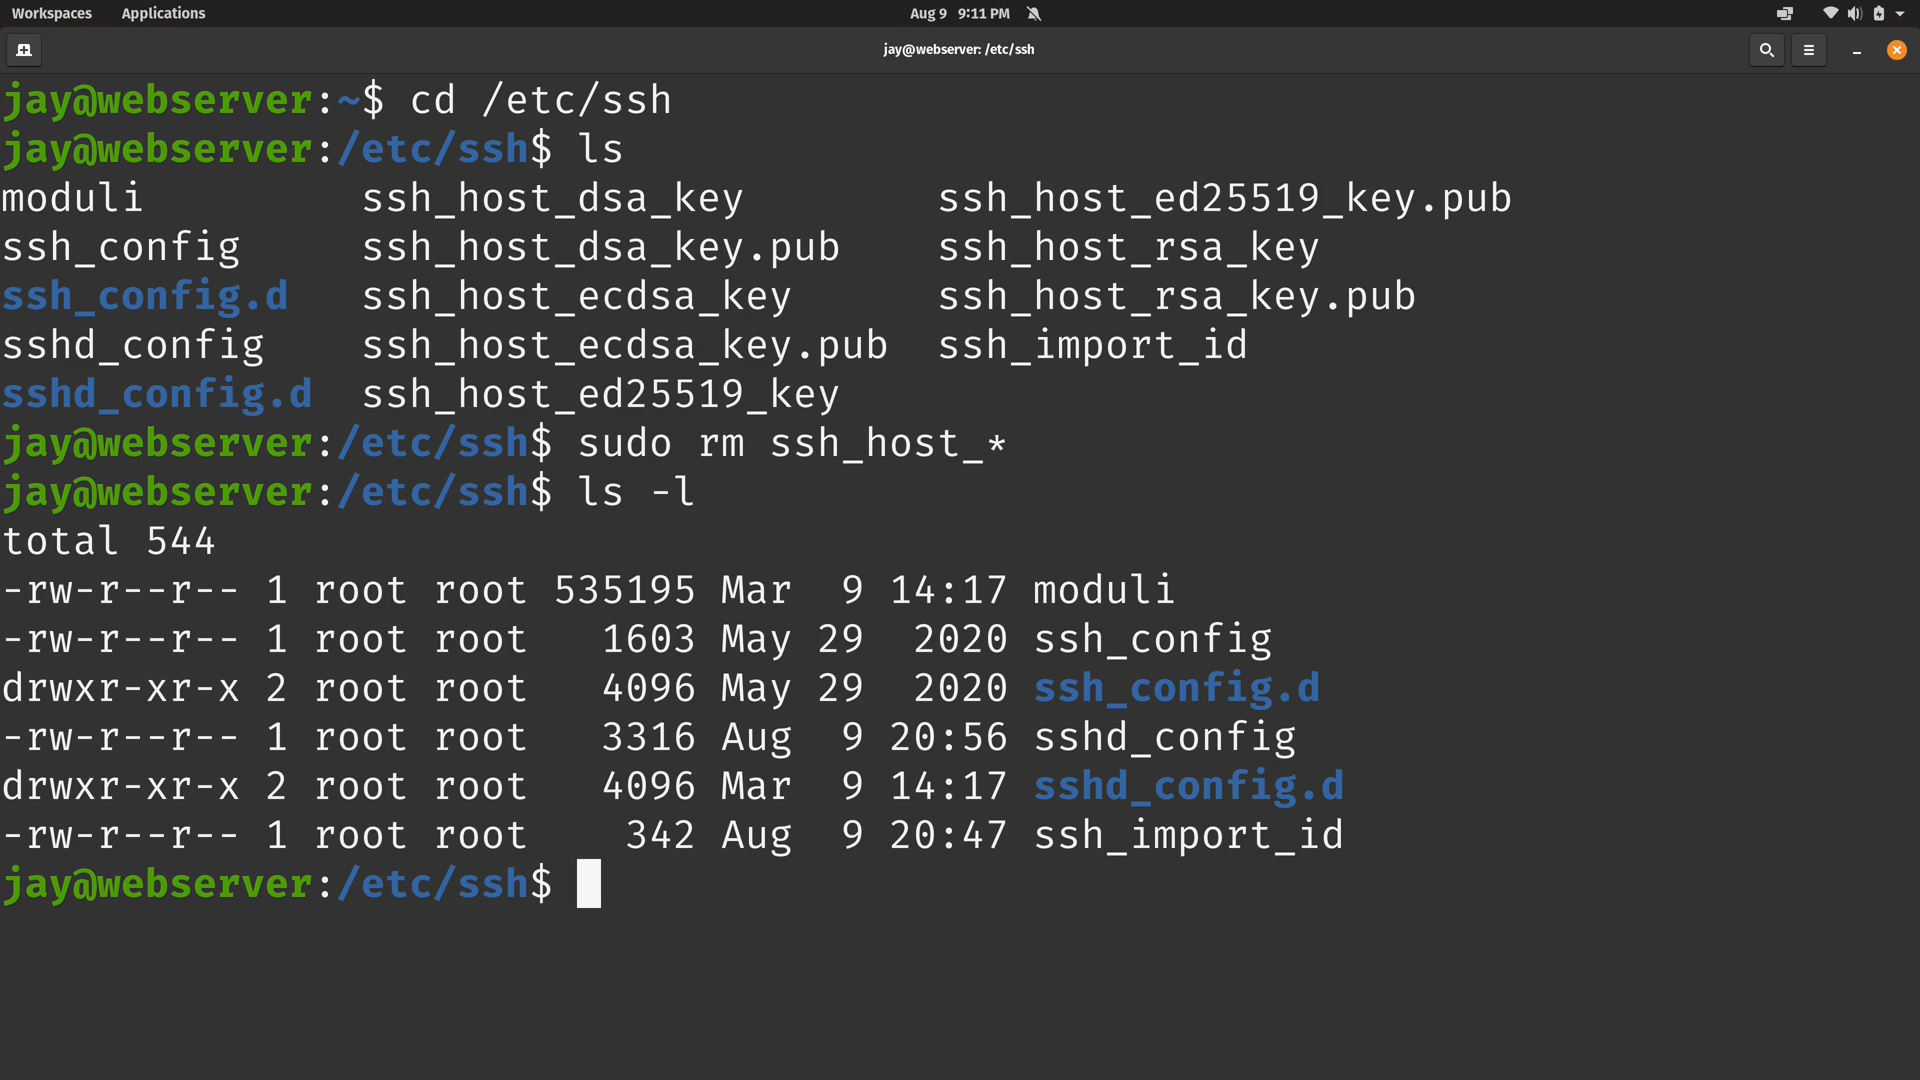 Workspaces Applications Aug 9 9:11 PM
jay@webserver: /etc/ssh
jay@webserver:~$ cd /etc/ssh
jay@webserver:/etc/ssh$ ls
moduli ssh_host_dsa_key ssh_host_ed25519_key.pub
ssh_config ssh_host_dsa_key.pub ssh_host_rsa_key
ssh_config.d ssh_host_ecdsa_key ssh_host_rsa_key.pub
sshd_config ssh_host_ecdsa_key.pub ssh_import_id
sshd_config.d ssh_host_ed25519_key
jay@webserver:/etc/ssh$ sudo rm ssh_host_*
jay@webserver:/etc/ssh$ ls -l
total 544
-rw-r--r-- 1 root root 535195 Mar 9 14:17 moduli
-rw-r--r-- 1 root root 1603 May 29 2020 ssh_config
drwxr-xr-x 2 root root 4096 May 29 2020 ssh_config.d
-rw-r--r-- 1 root root 3316 Aug 9 20:56 sshd_config
drwxr-xr-x 2 root root 4096 Mar 9 14:17 sshd_config.d
-rw-r--r-- 1 root root 342 Aug 9 20:47 ssh_import_id
jay@webserver:/etc/ssh$